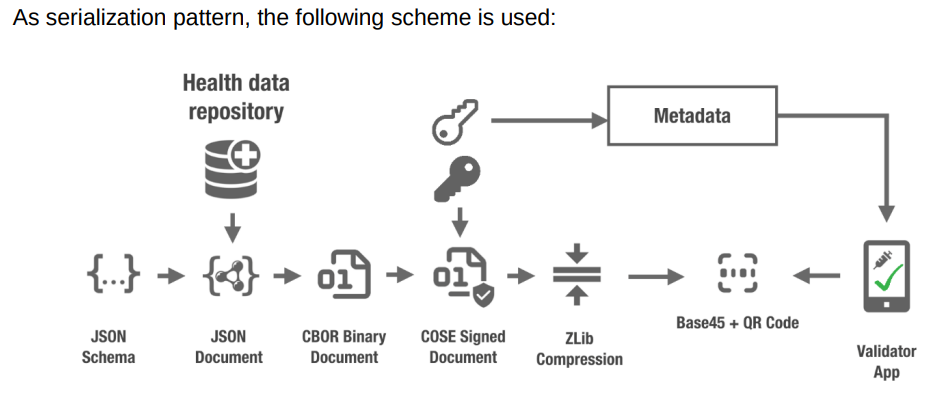 As serialization pattern, the following scheme is used:
Health data
repository
Metadata
{...}
01
01
JSON
Schema
JSON
Document
CBOR Binary
Document
COSE Signed
Document
ZLib
Compression
Base45 + QR Code
Validator
App